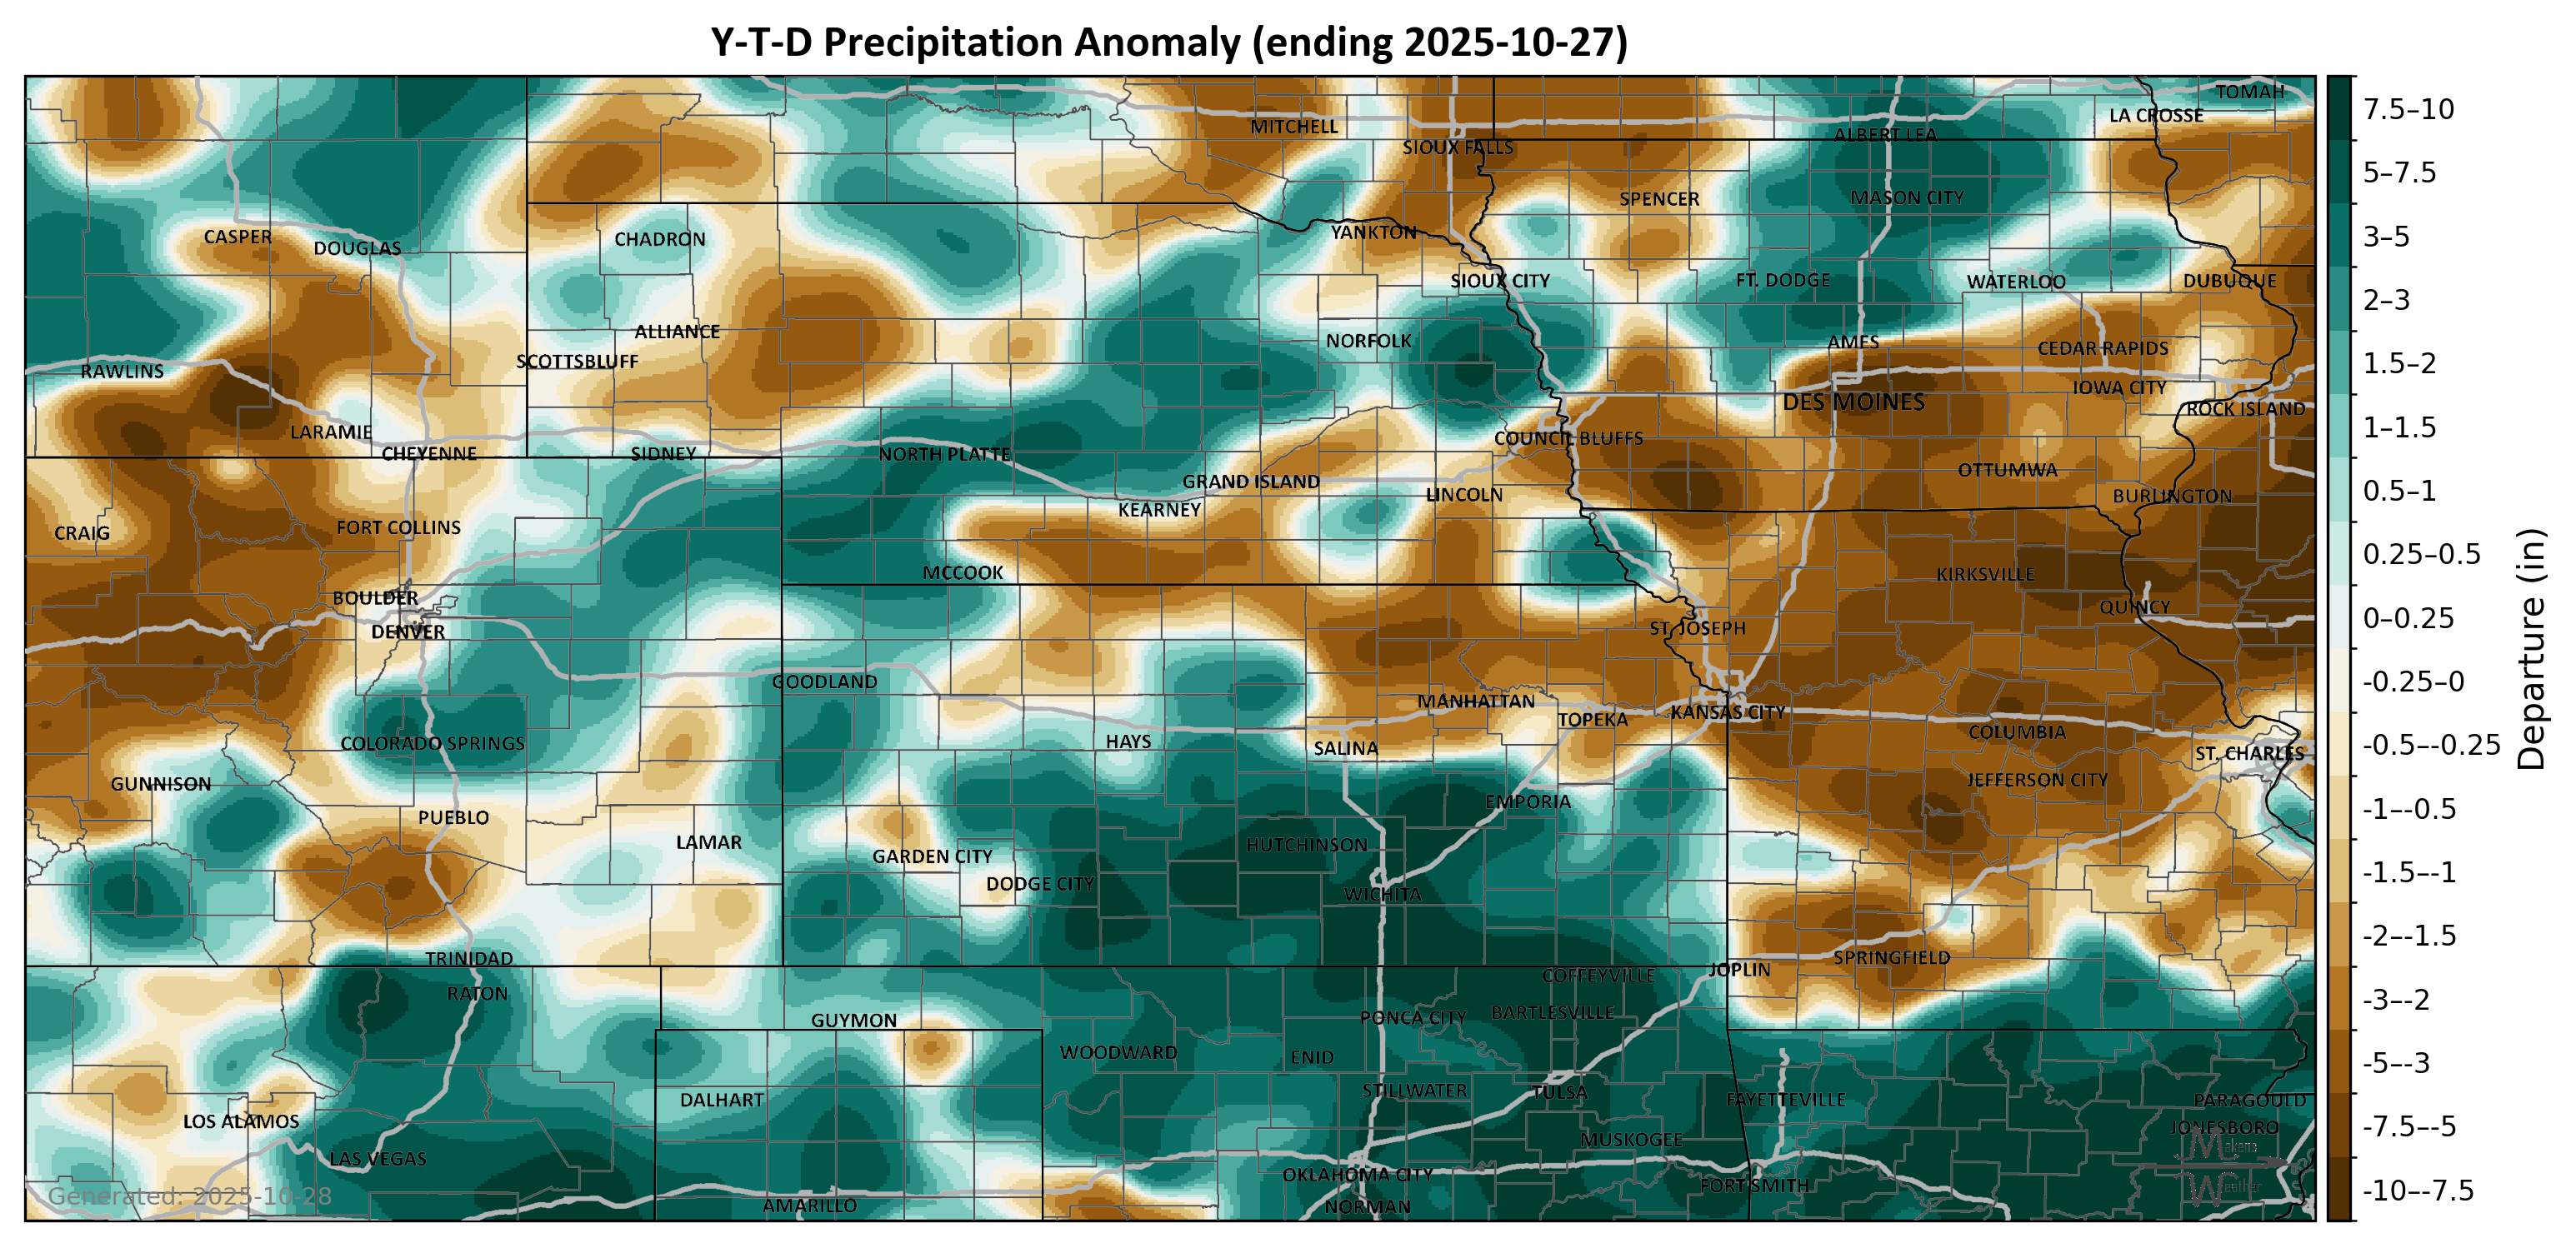 Y-T-D Precipitation Anomaly (ending 2025-10-27)
TOMAH
LA CROSSE
MITCHELL
ALBERT LEA
SIOUX FALLS
SPENCER
MASON CITY
CASPER
DOUGLAS
CHADRON
YANKTON
SIOUX CITY
FT. DODGE
WATERLOO
DUBUQUE
ALLIANCE
NORFOLK
AMES
CEDAR RAPIDS
SCOTTSBLUFF
RAWLINS
IOWA CITY
DES MOINES
ROCK ISLAND
LARAMIE
CHEYENNE
SIDNEY
NORTH PLATTE
COUNCIL BLUFFS
OTTUMWA
GRAND ISLAND
LINCOLN
BURLINGTON
KEARNEY
CRAIG
FORT COLLINS
MCCOOK
KIRKSVILLE
BOULDER
QUINCY
DENVER
ST. JOSEPH
GOODLAND
MANHATTAN
TOPEKA
KANSAS CITY
COLUMBIA
COLORADO SPRINGS
HAYS
SALINA
ST. CHARLES
GUNNISON
JEFFERSON CITY
EMPORIA
PUEBLO
LAMAR
HUTCHINSON
GARDEN CITY
DODGE CITY
WICHITA
TRINIDAD
SPRINGFIELD
JOPLIN
COFFEYVILLE
RATON
GUYMON
PONCA CITY
BARTLESVILLE
WOODWARD
ENID
STILLWATER
TULSA
DALHART
FAYETTEVILLE
PARAGOULD
LOS ALAMOS
JONESBORO
MUSKOGEE
LAS VEGAS
OKLAHOMA CITY
FORT SMITH
AMARILLO
NORMAN
Makens
Weather
Generated: 2025-10-28
7.5–10
5–7.5
3–5
2–3
1.5–2
1–1.5
0.5–1
0.25–0.5
0–0.25
-0.25–0
-0.5–-0.25
-1–-0.5
-1.5–-1
-2–-1.5
-3–-2
-5–-3
-7.5–-5
-10–-7.5
Departure (in)